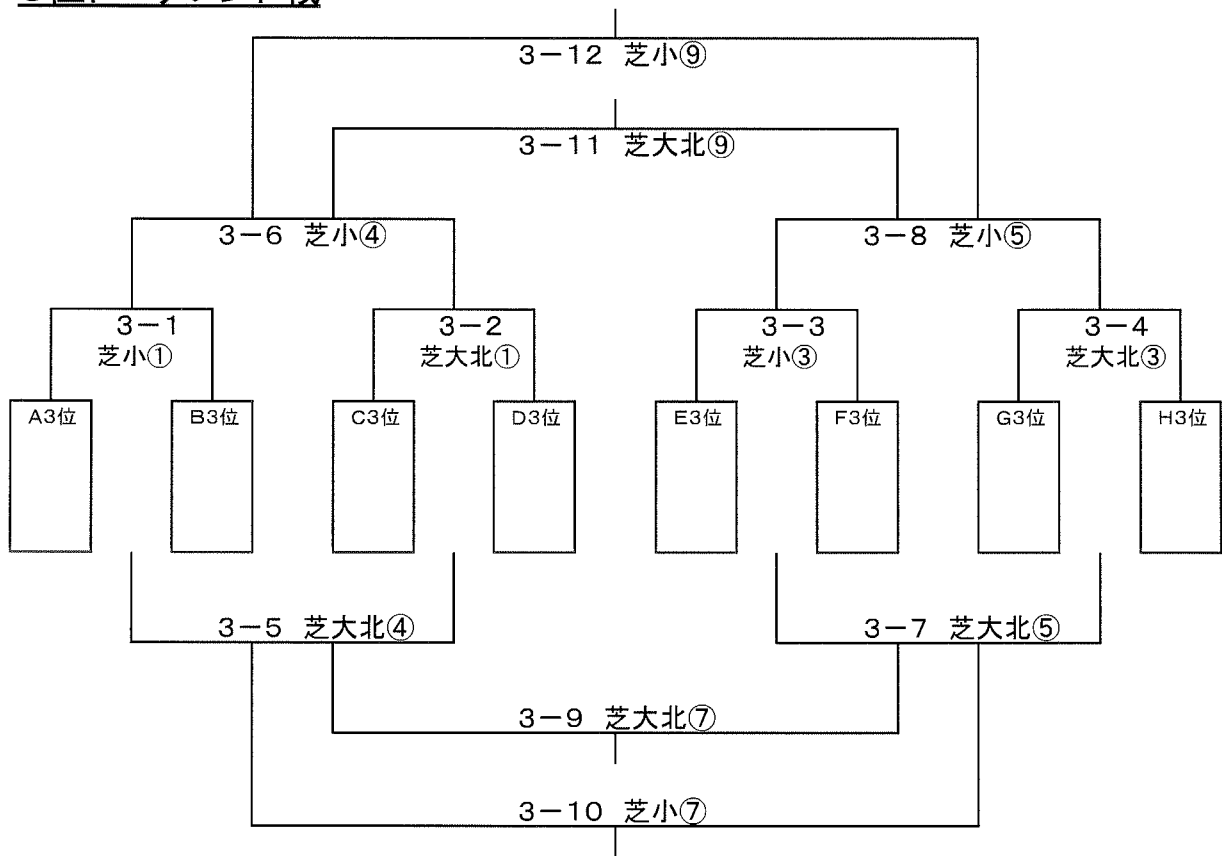 3－12 芝小⑨
3－11 芝大北⑨
3－6 芝小④
3－8 芝小⑤
3－1
芝小①
3－2
芝大北①
3－3
芝小③
3－4
芝大北③
A3位
B3位
C3位
D3位
E3位
F3位
G3位
H3位
3－5 芝大北④
3－7 芝大北⑤
3－9 芝大北⑦
3－10 芝小⑦